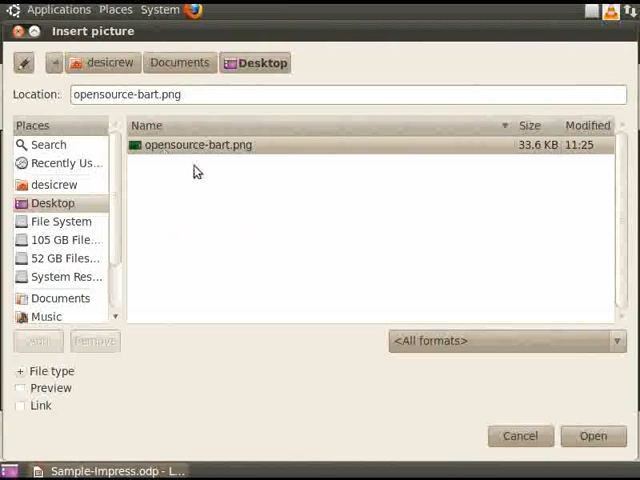 Applications Places System
Insert picture
desicrew Documents Desktop
Location: opensource-bart.png
Places Name Size Modified
Search opensource-bart.png 33.6 KB 11:25
Recently Us...
desicrew
Desktop
File System
105 GB File...
52 GB Files...
System Res...
Documents
Music
Add Remove <All formats>
+ File type
Preview
Link
Cancel Open
Sample-Impress.odp - L...